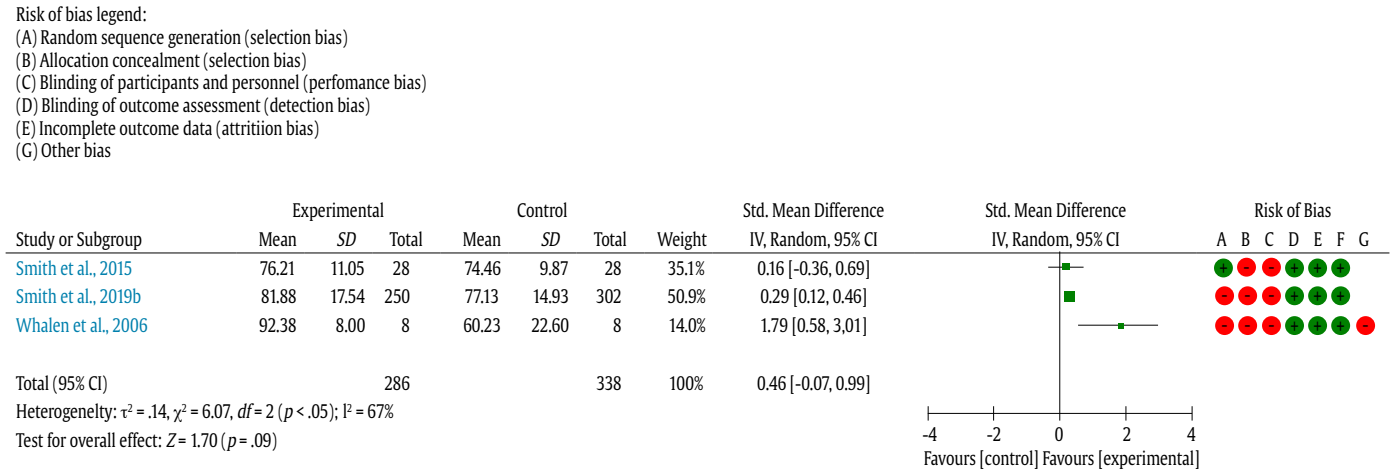 Risk of bias legend:
(A) Random sequence generation (selection bias)
(B) Allocation concealment (selection bias)
(C) Blinding of participants and personnel (perfomance bias)
(D) Blinding of outcome assessment (detection bias)
(E) Incomplete outcome data (attritiion bias)
(G) Other bias
Experimental Control Std. Mean Difference Std. Mean Difference Risk of Bias
Study or Subgroup Mean SD Total Mean SD Total Weight IV, Random, 95% CI IV, Random, 95% CI A B C D E F G
Smith et al., 2015 76.21 11.05 28 74.46 9.87 28 35.1% 0.16 [-0.36, 0.69] + - - + + +
Smith et al., 2019b 81.88 17.54 250 77.13 14.93 302 50.9% 0.29 [0.12, 0.46] - - - + + +
Whalen et al., 2006 92.38 8.00 8 60.23 22.60 8 14.0% 1.79 [0.58, 3,01] - - - + + + -
Total (95% CI) 286 338 100% 0.46 [-0.07, 0.99]
Heterogenelty: τ² = .14, χ² = 6.07, df = 2 (p < .05); I² = 67%
Test for overall effect: Z = 1.70 (p = .09)
-4 -2 0 2 4
Favours [control] Favours [experimental]